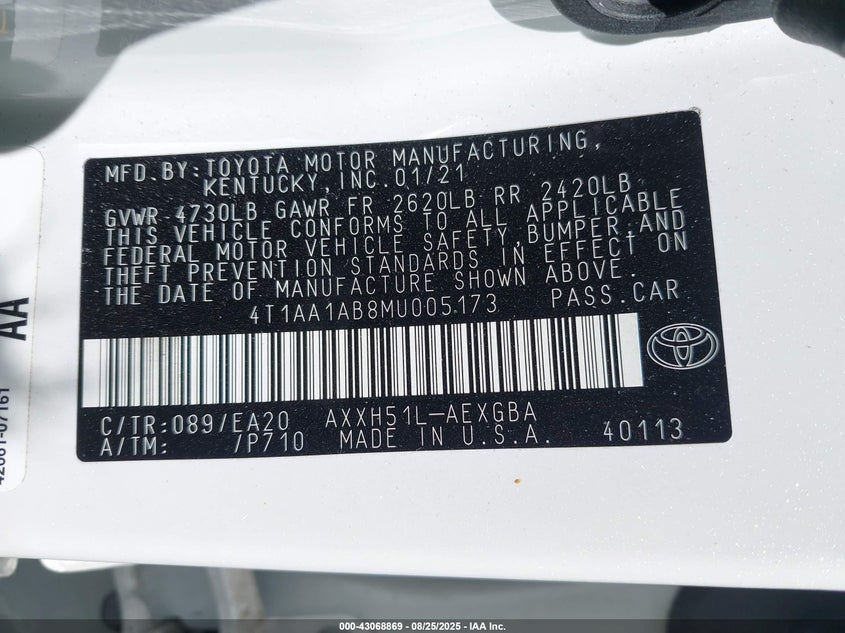 MFD.BY:TOYOTA MOTOR MANUFACTURING,
KENTUCKY,INC.01/21
GVWR 4730LB GAWR FR 2620LB RR 2420LB
THIS VEHICLE CONFORMS TO ALL APPLICABLE
FEDERAL MOTOR VEHICLE SAFETY,BUMPER,AND
THEFT PREVENTION STANDARDS IN EFFECT ON
THE DATE OF MANUFACTURE SHOWN ABOVE.
4T1AA1AB8MU005173 PASS.CAR
C/TR:089/EA20 AXXH51L-AEXGBA
A/TM: /P710 MADE IN U.S.A. 40113
AA
42661-07161
000-43068869 - 08/25/2025 - IAA Inc.